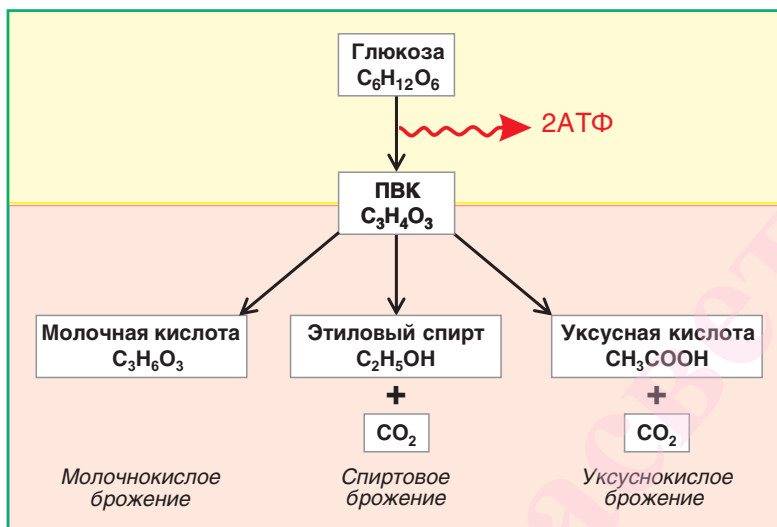 Глюкоза
C₆H₁₂O₆
2АТФ
ПВК
C₃H₄O₃
Молочная кислота
C₃H₆O₃
Этиловый спирт
C₂H₅OH
+
CO₂
Уксусная кислота
CH₃COOH
+
CO₂
Молочнокислое
брожение
Спиртовое
брожение
Уксуснокислое
брожение